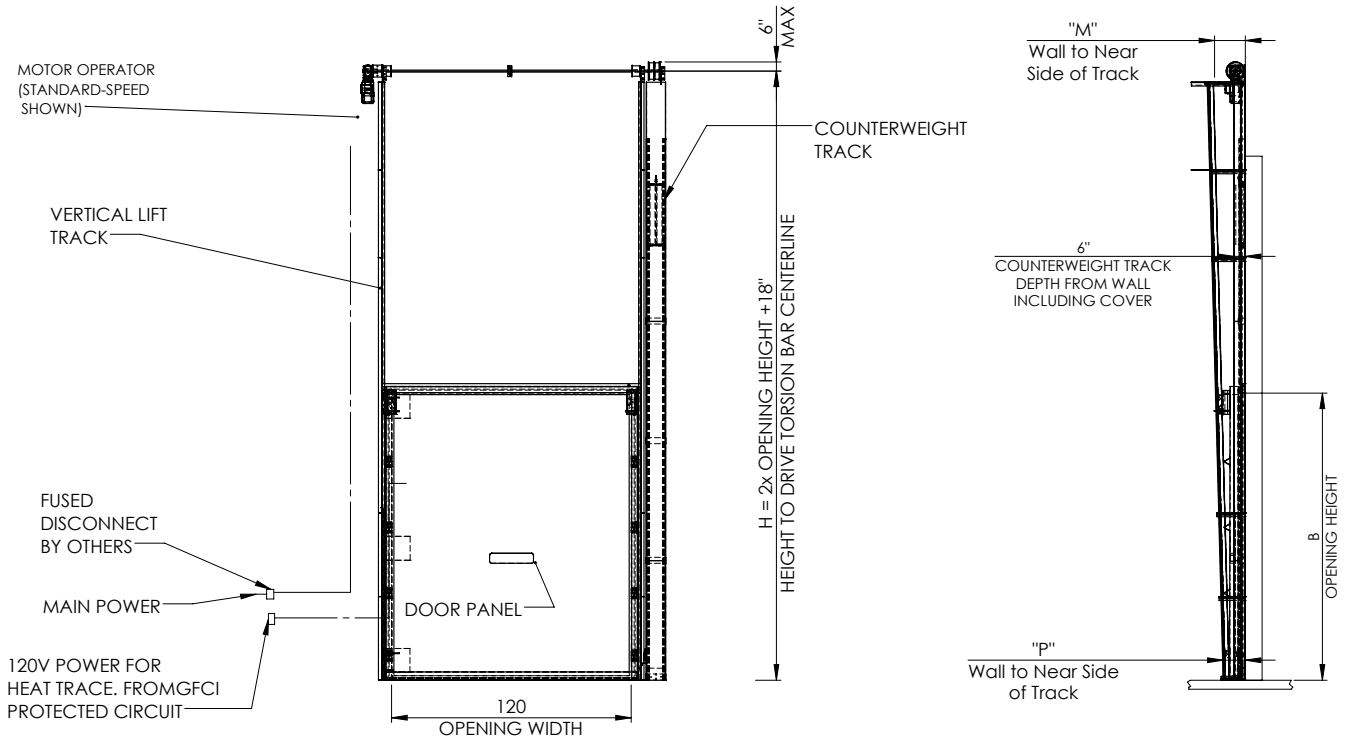 MOTOR OPERATOR
(STANDARD-SPEED
SHOWN)
VERTICAL LIFT
TRACK
FUSED
DISCONNECT
BY OTHERS
MAIN POWER
120V POWER FOR
HEAT TRACE. FROMGFCI
PROTECTED CIRCUIT
DOOR PANEL
120
OPENING WIDTH
6"
MAX
COUNTERWEIGHT
TRACK
H = 2x OPENING HEIGHT +18"
HEIGHT TO DRIVE TORSION BAR CENTERLINE
"M"
Wall to Near
Side of Track
6"
COUNTERWEIGHT TRACK
DEPTH FROM WALL
INCLUDING COVER
B
OPENING HEIGHT
"P"
Wall to Near Side
of Track